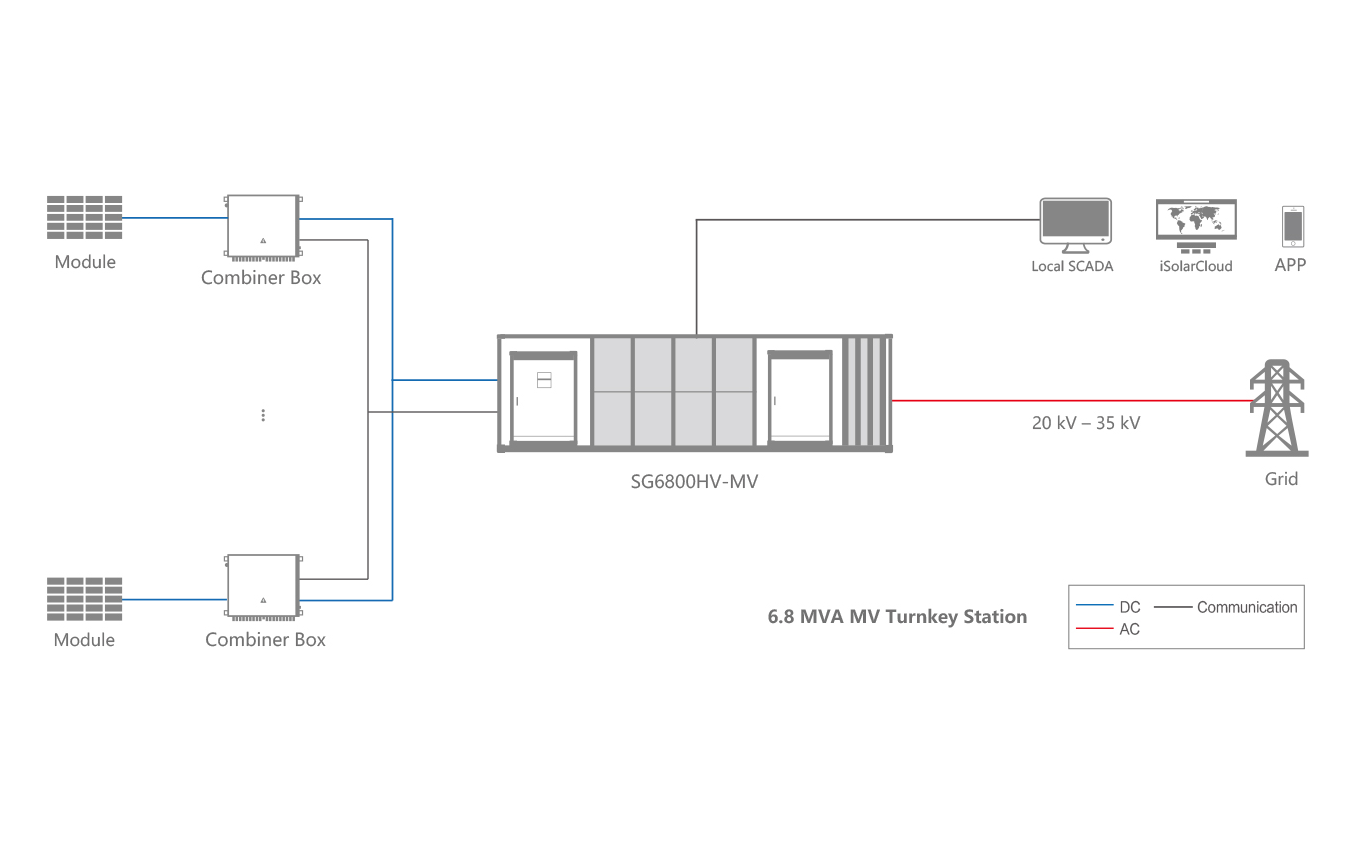 Module
Combiner Box
Local SCADA
iSolarCloud
APP
20 kV – 35 kV
SG6800HV-MV
Grid
Module
Combiner Box
6.8 MVA MV Turnkey Station
DC
Communication
AC